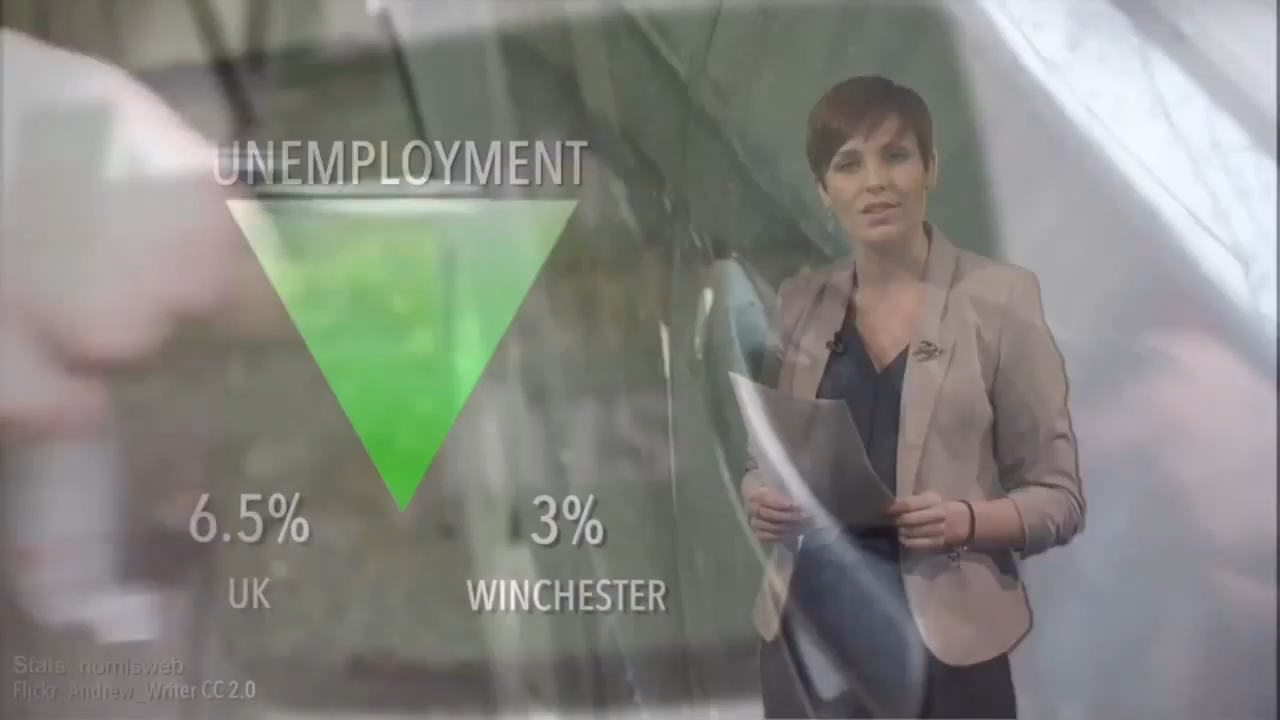 UNEMPLOYMENT
6.5%
3%
UK
WINCHESTER
Stats nomisweb
Flickr Andrew_Writer CC 2.0